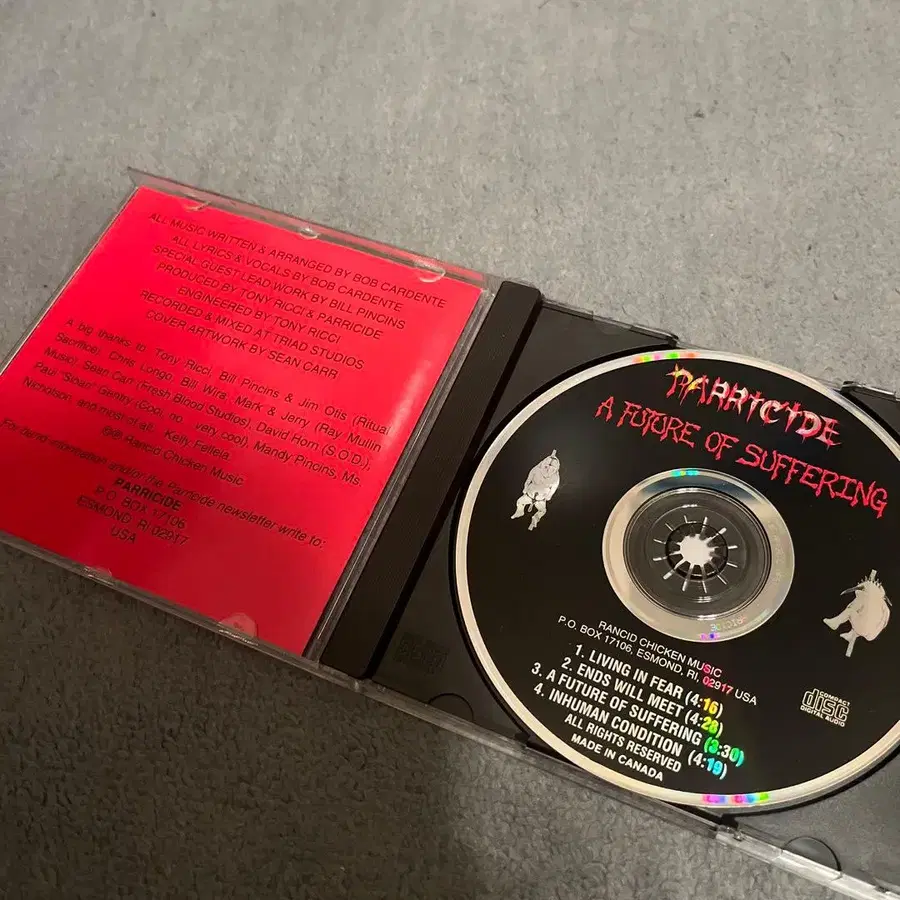 ALL MUSIC WRITTEN & ARRANGED BY BOB CARDENTE
ALL LYRICS & VOCALS BY BOB CARDENTE
SPECIAL GUEST LEAD WORK BY BILL PINCINS
PRODUCED BY TONY RICCI & PARRICIDE
ENGINEERED BY TONY RICCI
RECORDED & MIXED AT TRIAD STUDIOS
COVER ARTWORK BY SEAN CARR
A big thanks to: Tony Ricci, Bill Pincins & Jim Otis (Ritual
Sacrifice, Chris Longo, Bill Wira, Mark & Jerry (Ray Mullin
Music), Sean Carr (Fresh Blood Studios), David Horn (S.O.D.),
Paul "Sloan" Gentry (Cool, no very cool), Mandy Pincins, Ms.
Nicholson and most of all, Kelly
Rancid Chicken Music
For band information and/or the Parricide newsletter write to:
PARRICIDE
P.O. BOX 17106
ESMOND, RI 02917
USA
PARRICIDE
A FUTURE OF SUFFERING
RANCID CHICKEN MUSIC
P.O. BOX 17106, ESMOND, RI, 02917 USA
1. LIVING IN FEAR (4:16)
2. ENDS WILL MEET (4:28)
3. A FUTURE OF SUFFERING (3:30)
4. INHUMAN CONDITION (4:19)
ALL RIGHTS RESERVED
MADE IN CANADA
COMPACT
disc
DIGITAL AUDIO